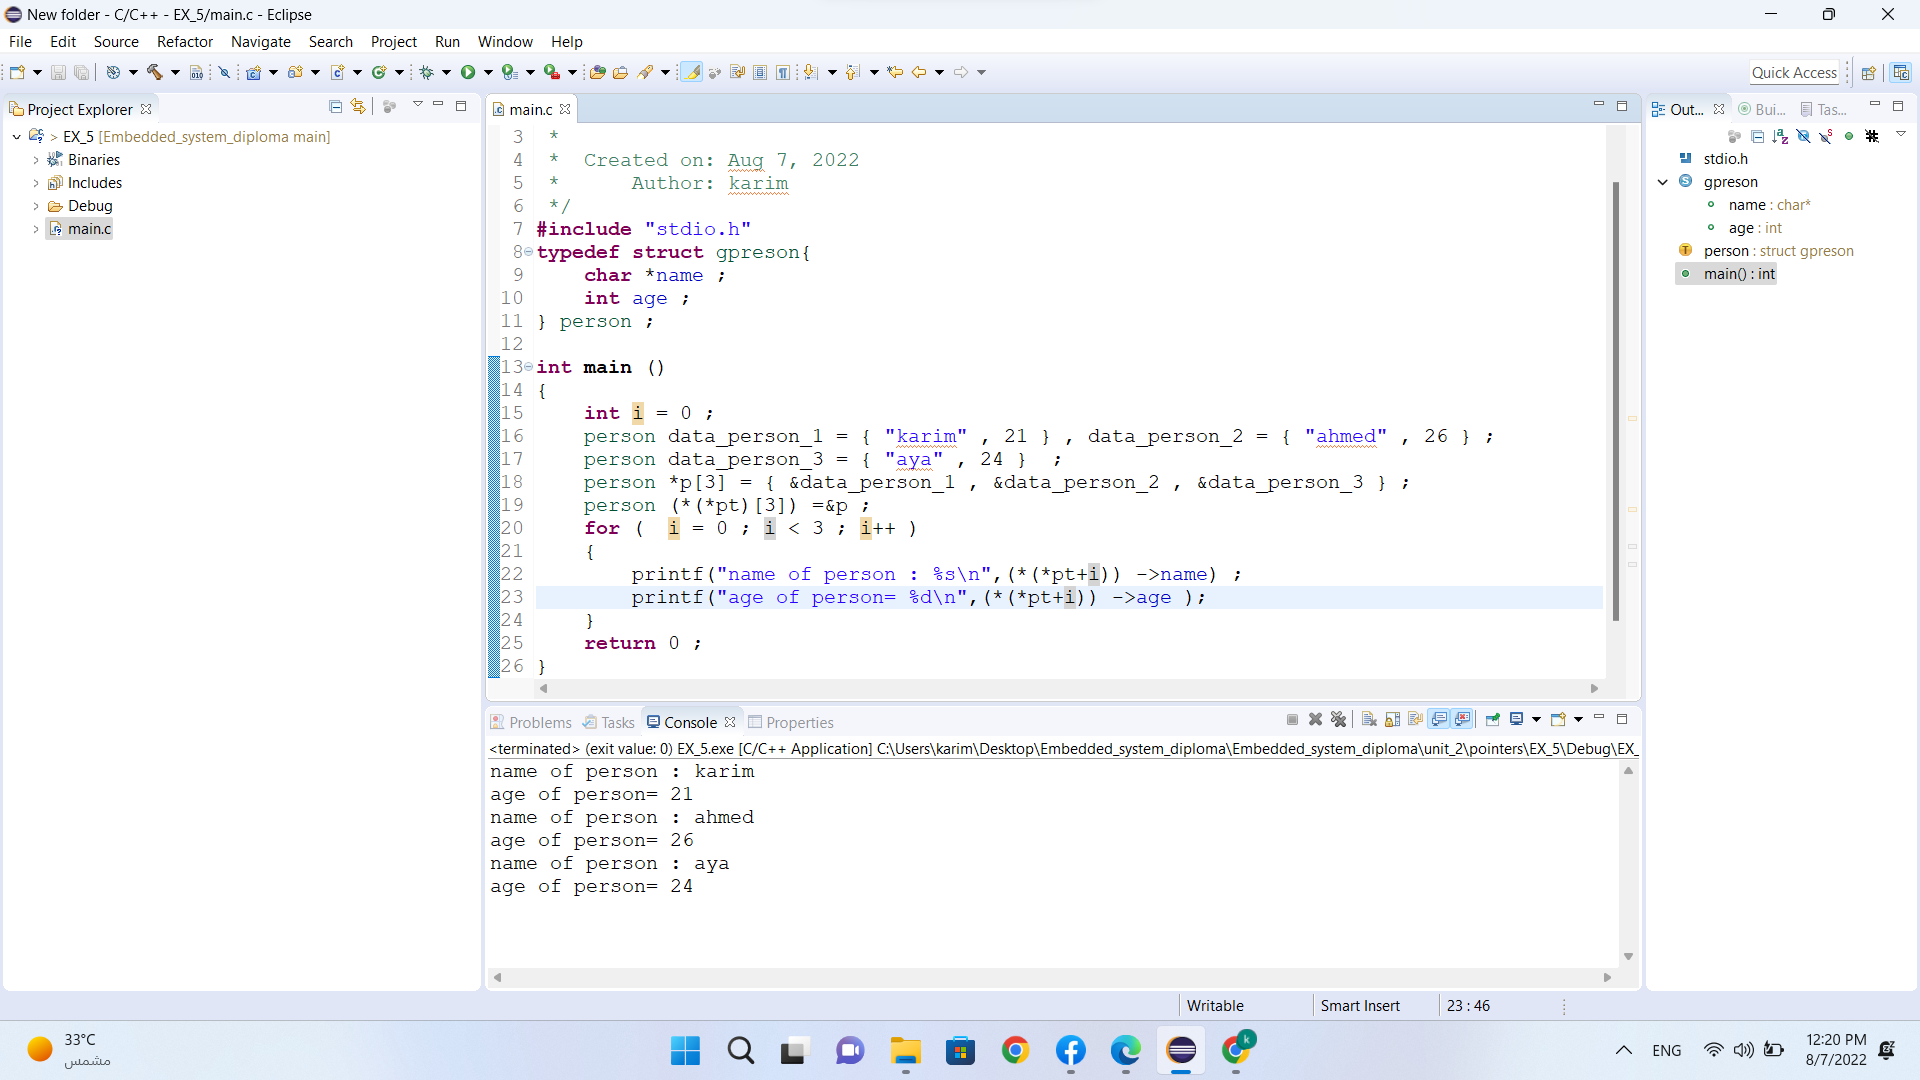 New folder - C/C++ - EX_5/main.c - Eclipse
File Edit Source Refactor Navigate Search Project Run Window Help
Quick Access
Project Explorer
> EX_5 [Embedded_system_diploma main]
Binaries
Includes
Debug
main.c
main.c
3 *
4 * Created on: Aug 7, 2022
5 * Author: karim
6 */
7 #include "stdio.h"
8 typedef struct gpreson{
9 char *name ;
10 int age ;
11 } person ;
12
13 int main ()
14 {
15 int i = 0 ;
16 person data_person_1 = { "karim" , 21 } , data_person_2 = { "ahmed" , 26 } ;
17 person data_person_3 = { "aya" , 24 } ;
18 person *p[3] = { &data_person_1 , &data_person_2 , &data_person_3 } ;
19 person (*(*pt)[3]) =&p ;
20 for ( i = 0 ; i < 3 ; i++ )
21 {
22 printf("name of person : %s\n",(*(*pt+i)) ->name) ;
23 printf("age of person= %d\n",(*(*pt+i)) ->age );
24 }
25 return 0 ;
26 }
Out... Bui... Tas...
stdio.h
gpreson
name : char*
age : int
person : struct gpreson
main() : int
Problems Tasks Console Properties
<terminated> (exit value: 0) EX_5.exe [C/C++ Application] C:\Users\karim\Desktop\Embedded_system_diploma\Embedded_system_diploma\unit_2\pointers\EX_5\Debug\EX_
name of person : karim
age of person= 21
name of person : ahmed
age of person= 26
name of person : aya
age of person= 24
Writable Smart Insert 23 : 46
33°C
مشمس
k
ENG
12:20 PM
8/7/2022